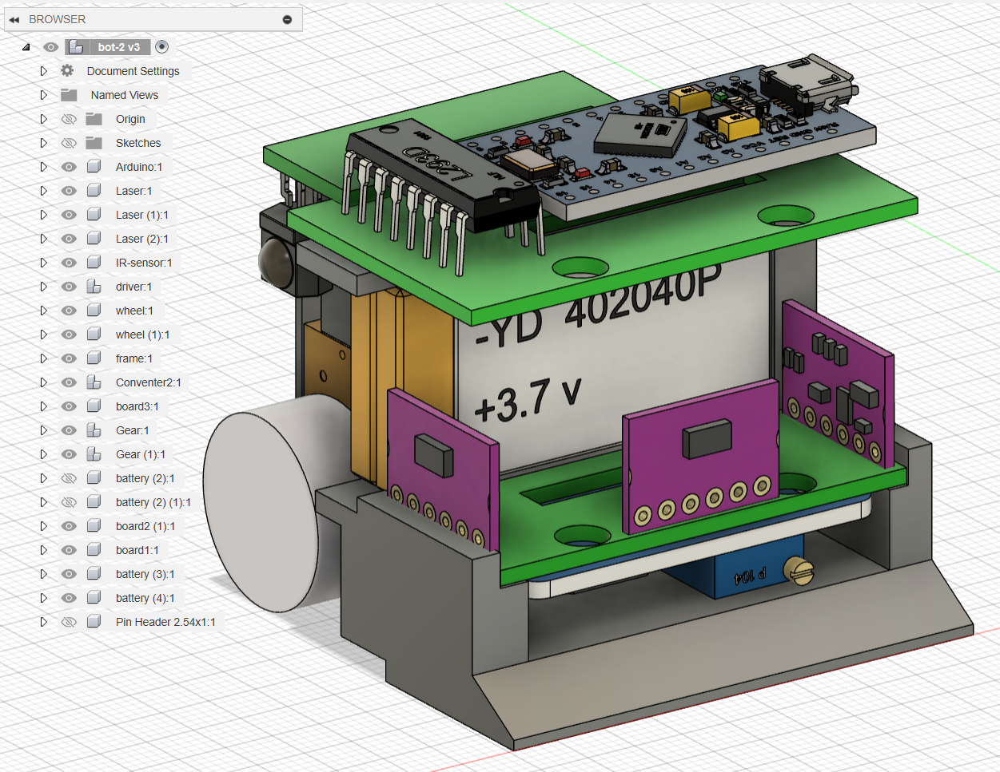 BROWSER
bot-2 v3
Document Settings
Named Views
Origin
Sketches
Arduino:1
Laser:1
Laser (1):1
Laser (2):1
IR-sensor:1
driver:1
wheel:1
wheel (1):1
frame:1
Conventer2:1
board3:1
Gear:1
Gear (1):1
battery (2):1
battery (2) (1):1
board2 (1):1
board1:1
battery (3):1
battery (4):1
Pin Header 2.54x1:1
L293D
-YD 402040P
+3.7 v
P 104